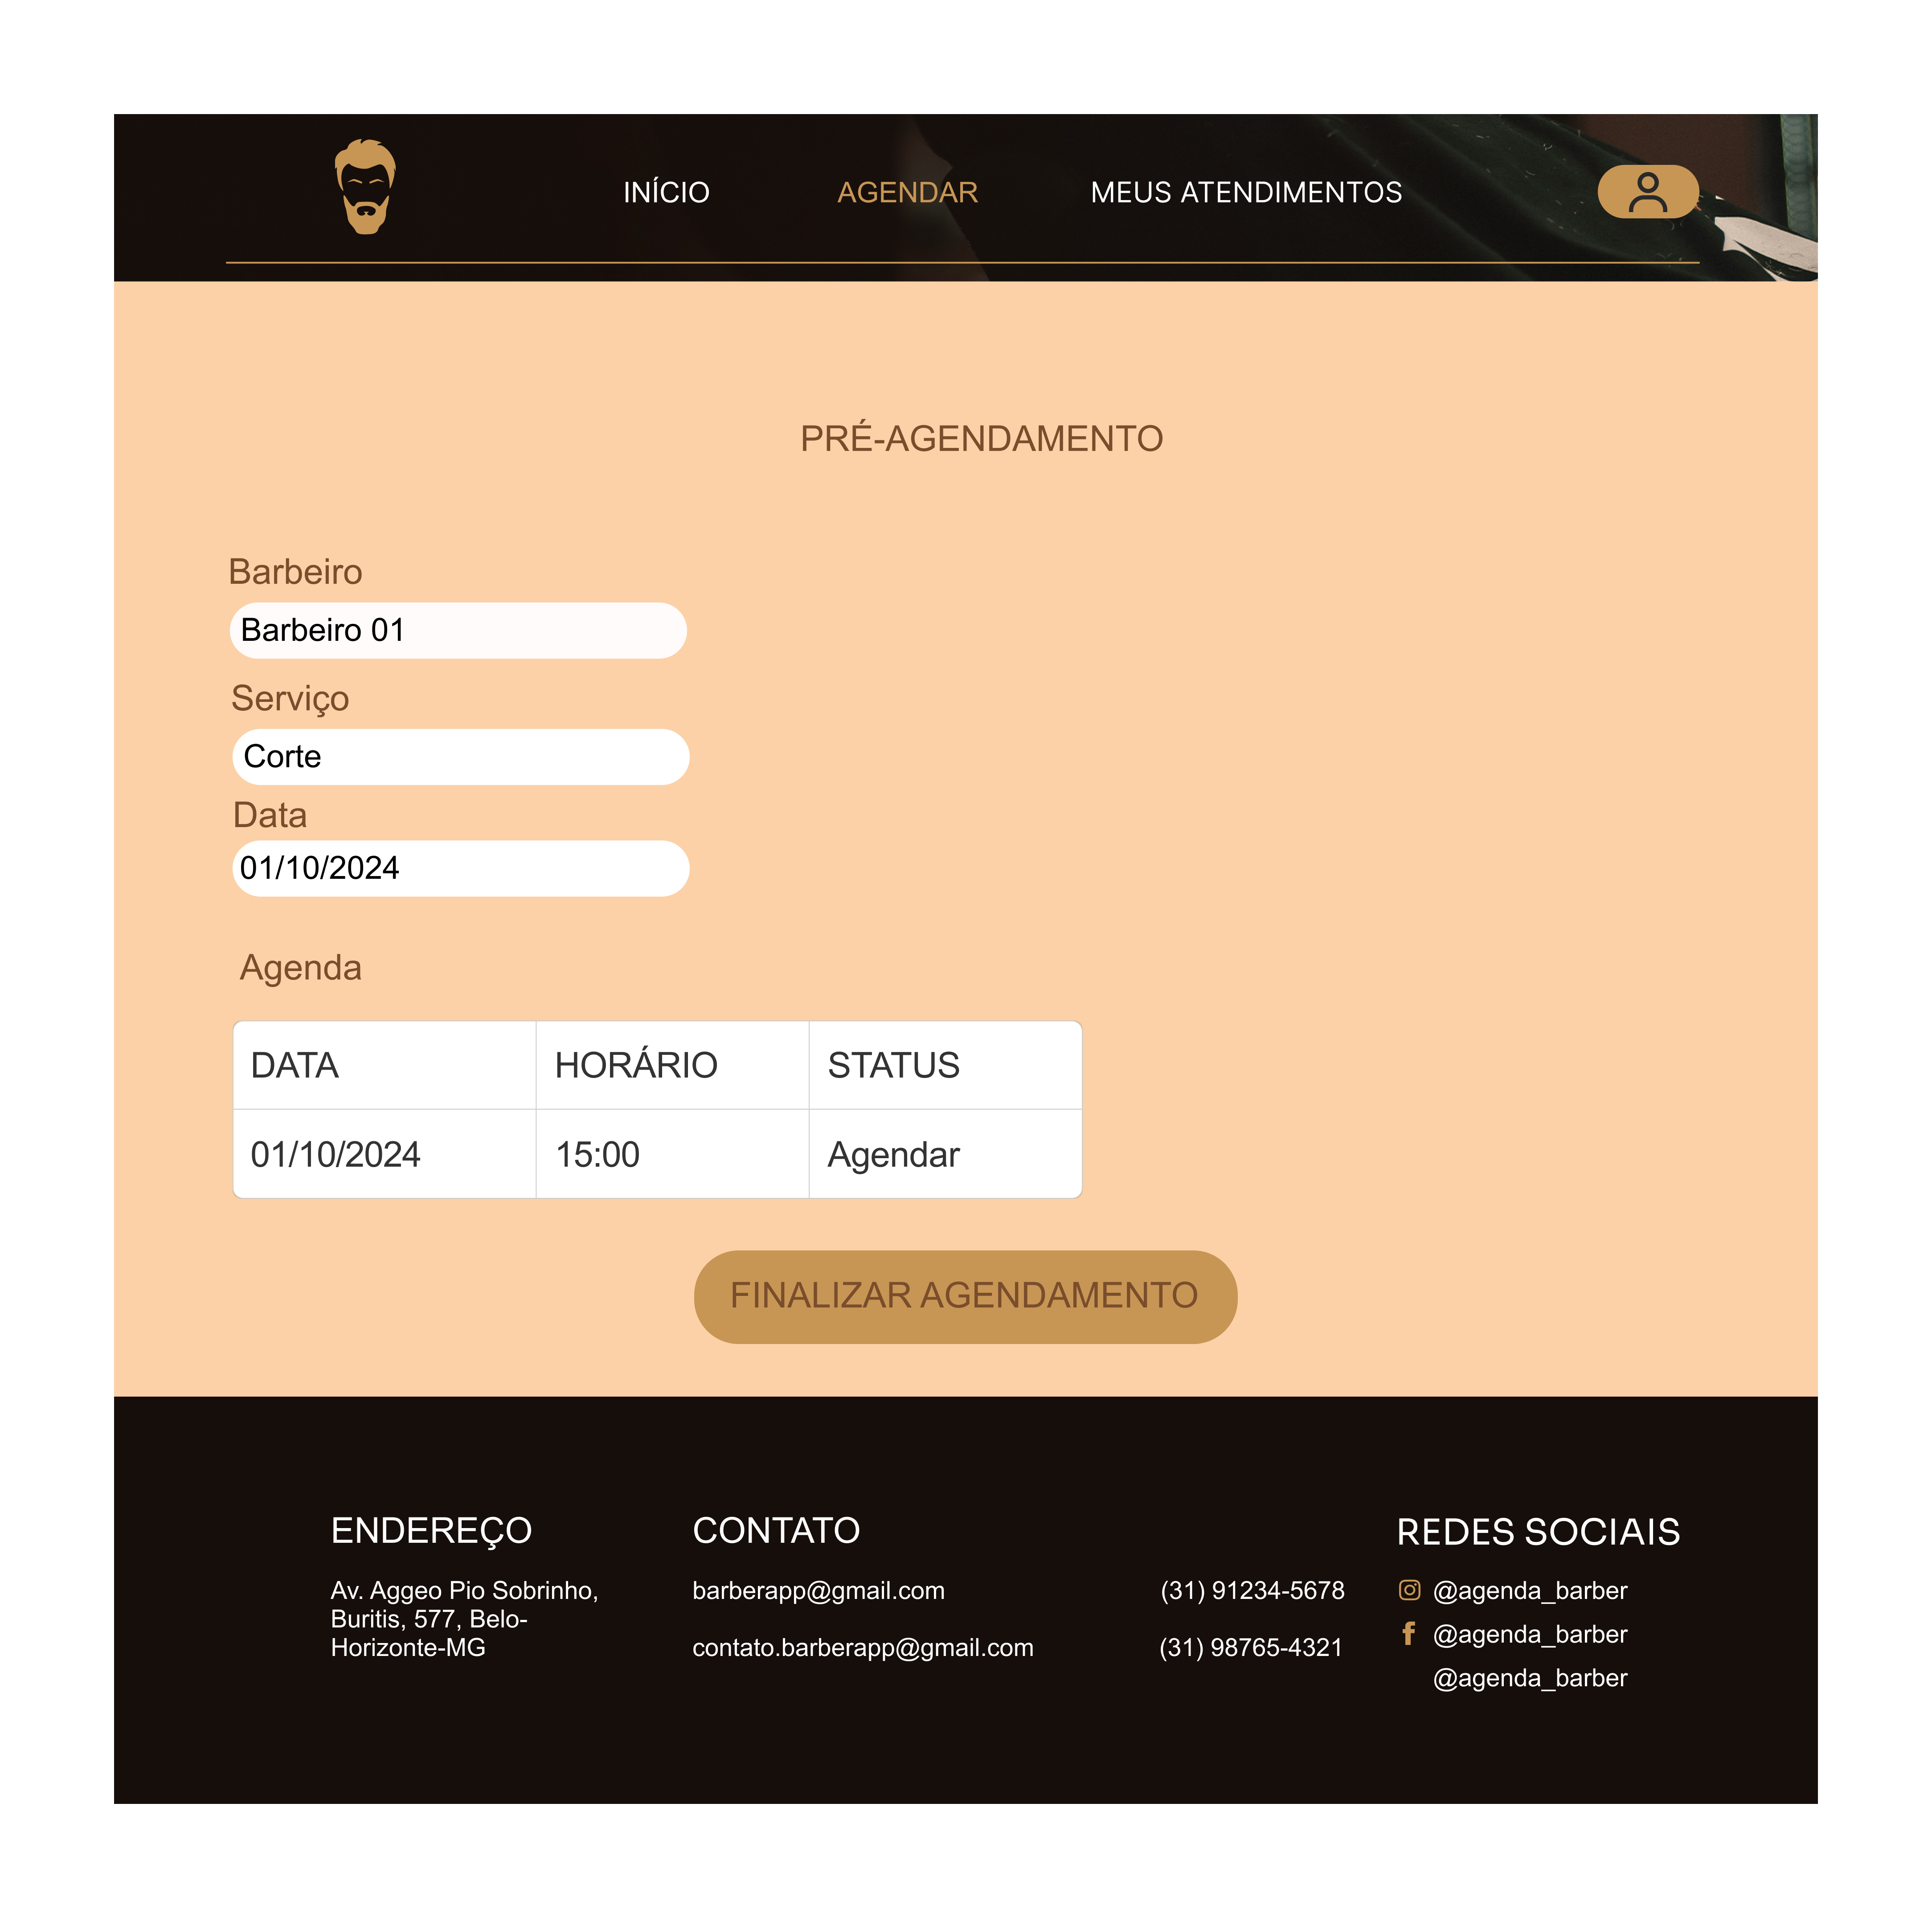 INÍCIO
AGENDAR
MEUS ATENDIMENTOS
PRÉ-AGENDAMENTO
Barbeiro
Barbeiro 01
Serviço
Corte
Data
01/10/2024
Agenda
DATA HORÁRIO STATUS
01/10/2024 15:00 Agendar
FINALIZAR AGENDAMENTO
ENDEREÇO
Av. Aggeo Pio Sobrinho,
Buritis, 577, Belo-
Horizonte-MG
CONTATO
barberapp@gmail.com
contato.barberapp@gmail.com
(31) 91234-5678
(31) 98765-4321
REDES SOCIAIS
@agenda_barber
@agenda_barber
@agenda_barber